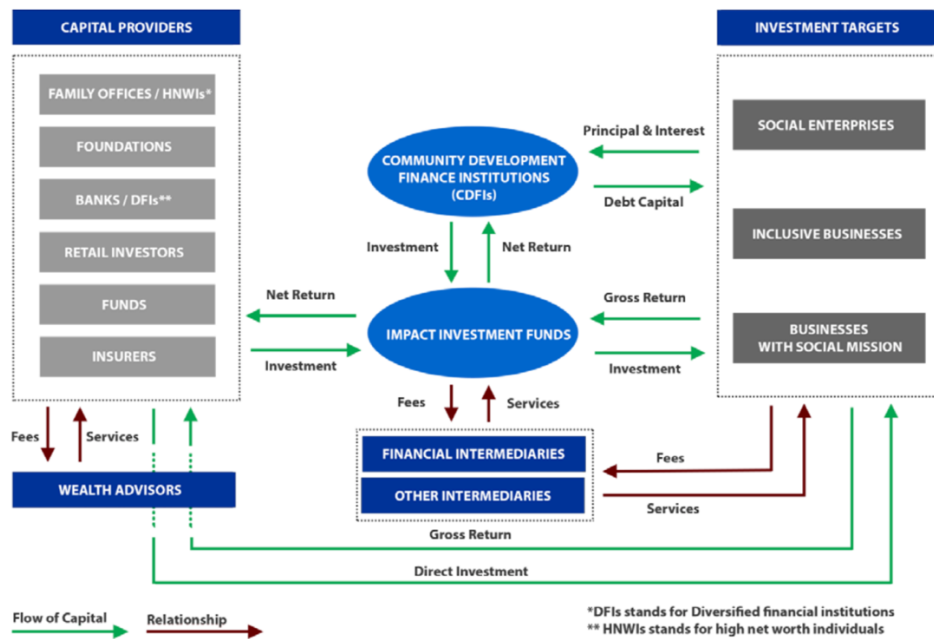 CAPITAL PROVIDERS
FAMILY OFFICES / HNWIs*
FOUNDATIONS
BANKS / DFIs**
RETAIL INVESTORS
FUNDS
INSURERS
Fees
Services
WEALTH ADVISORS
COMMUNITY DEVELOPMENT
FINANCE INSTITUTIONS
(CDFIs)
Principal & Interest
Debt Capital
Investment
Net Return
Net Return
Investment
IMPACT INVESTMENT FUNDS
Gross Return
Investment
Fees
Services
FINANCIAL INTERMEDIARIES
OTHER INTERMEDIARIES
INVESTMENT TARGETS
SOCIAL ENTERPRISES
INCLUSIVE BUSINESSES
BUSINESSES
WITH SOCIAL MISSION
Fees
Services
Gross Return
Direct Investment
Flow of Capital
Relationship
*DFIs stands for Diversified financial institutions
** HNWIs stands for high net worth individuals